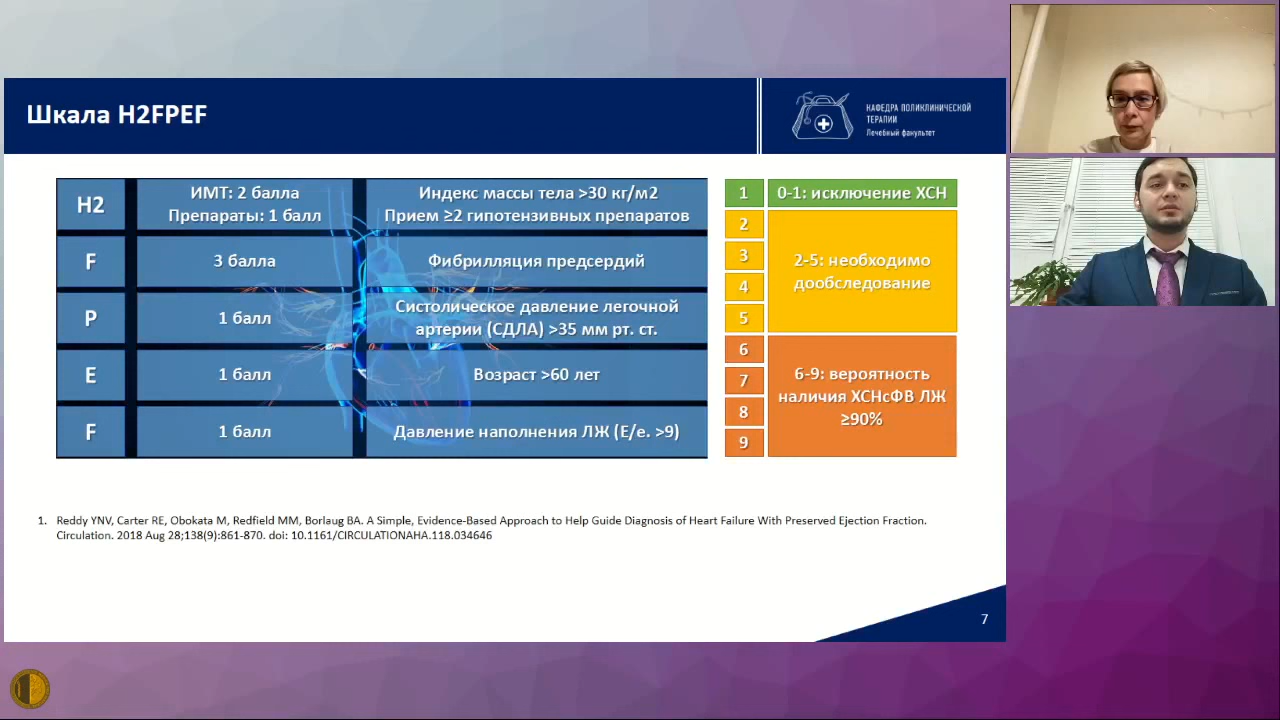 Шкала H2FPEF
КАФЕДРА ПОЛИКЛИНИЧЕСКОЙ
ТЕРАПИИ
Лечебный факультет
H2
ИМТ: 2 балла
Препараты: 1 балл
Индекс массы тела >30 кг/м2
Прием ≥2 гипотензивных препаратов
F
3 балла
Фибрилляция предсердий
P
1 балл
Систолическое давление легочной
артерии (СДЛА) >35 мм рт. ст.
E
1 балл
Возраст >60 лет
F
1 балл
Давление наполнения ЛЖ (E/e. >9)
1
0-1: исключение ХСН
2
3
4
5
2-5: необходимо
дообследование
6
7
8
9
6-9: вероятность
наличия ХСНсФВ ЛЖ
≥90%
1. Reddy YNV, Carter RE, Obokata M, Redfield MM, Borlaug BA. A Simple, Evidence-Based Approach to Help Guide Diagnosis of Heart Failure With Preserved Ejection Fraction.
Circulation. 2018 Aug 28;138(9):861-870. doi: 10.1161/CIRCULATIONAHA.118.034646
7